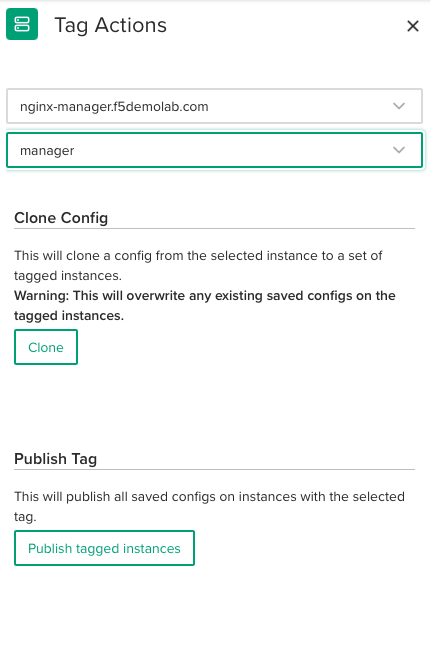 Tag Actions
nginx-manager.f5demolab.com
manager
Clone Config
This will clone a config from the selected instance to a set of
tagged instances.
Warning: This will overwrite any existing saved configs on the
tagged instances.
Clone
Publish Tag
This will publish all saved configs on instances with the selected
tag.
Publish tagged instances